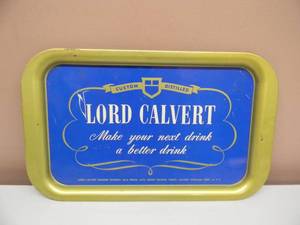 CUSTOM DISTILLED
LORD CALVERT
Make your next drink
a better drink